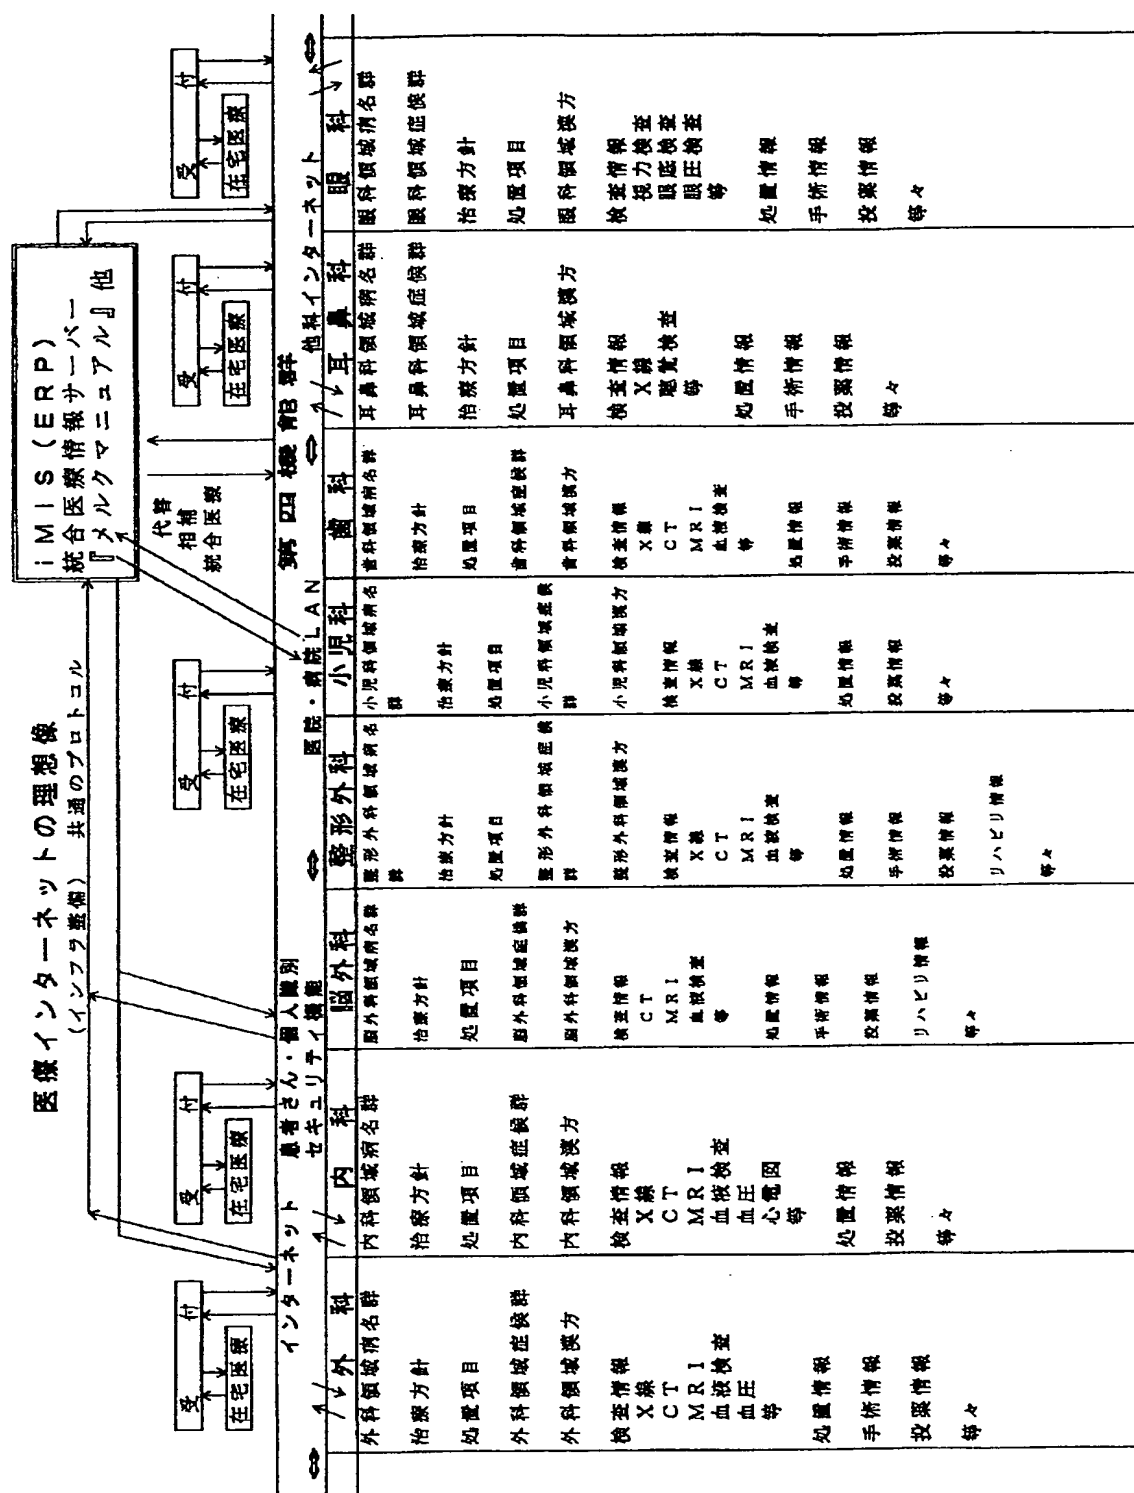 医療インターネットの理想像
(インフラ整備) 共通のプロトコル
iMIS(ERP)
統合医療情報サーバー
『メルクマニュアル』他
代替
相補
統合医療
受付
在宅医療
受付
在宅医療
受付
在宅医療
受付
在宅医療
受付
在宅医療
インターネット
患者さん・個人識別
セキュリティ機能
医院・病院LAN
第四機能群
他科インターネット
外科
外科領域病名群
治療方針
処置項目
外科領域症候群
外科領域漢方
検査情報
X線
CT
MRI
血液検査
血圧
等
処置情報
手術情報
投薬情報
等々
内科
内科領域病名群
治療方針
処置項目
内科領域症候群
内科領域漢方
検査情報
X線
CT
MRI
血液検査
血圧
心電図
等
処置情報
投薬情報
等々
脳外科
脳外科領域病名群
治療方針
処置項目
脳外科領域症候群
脳外科領域漢方
検査情報
CT
MRI
血液検査
等
処置情報
手術情報
投薬情報
リハビリ情報
等々
整形外科
整形外科領域病名
群
治療方針
処置項目
整形外科領域症候
群
整形外科領域漢方
検査情報
X線
CT
MRI
血液検査
等
処置情報
手術情報
投薬情報
リハビリ情報
等々
小児科
小児科領域病名
群
治療方針
処置項目
小児科領域症候
群
小児科領域漢方
検査情報
X線
CT
MRI
血液検査
等
処置情報
投薬情報
等々
歯科
歯科領域病名群
治療方針
処置項目
歯科領域症候群
歯科領域漢方
検査情報
X線
CT
MRI
血液検査
等
処置情報
手術情報
投薬情報
等々
耳鼻科
耳鼻科領域病名群
耳鼻科領域症候群
治療方針
処置項目
耳鼻科領域漢方
検査情報
X線
聴覚検査
等
処置情報
手術情報
投薬情報
等々
眼科
眼科領域病名群
眼科領域症候群
治療方針
処置項目
眼科領域漢方
検査情報
視力検査
眼底検査
眼圧検査
等
処置情報
手術情報
投薬情報
等々